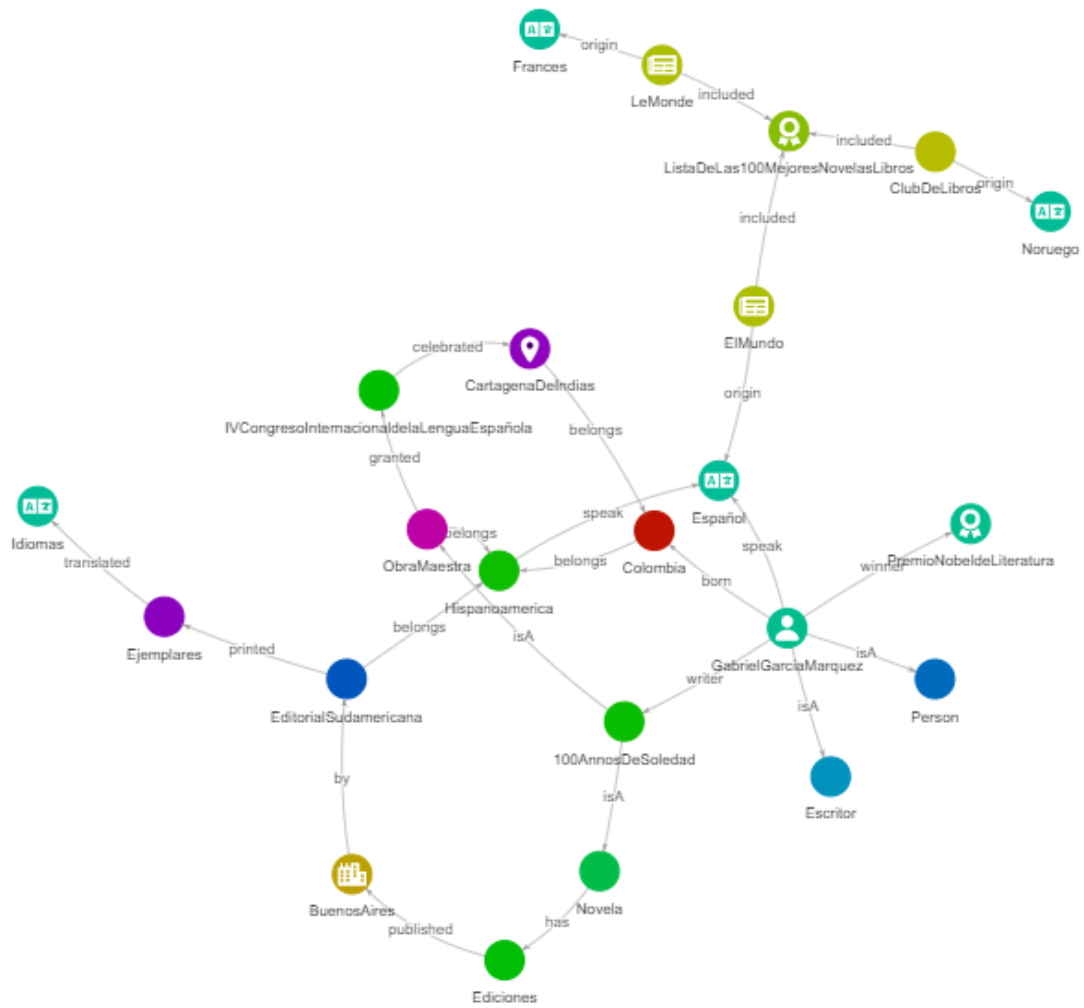 origin
Frances
LeMonde
included
included
ListaDeLas100MejoresNovelasLibros
ClubDeLibros
origin
Noruego
included
ElMundo
celebrated
CartagenaDeIndias
origin
IVCongresoInternacionaldelaLenguaEspañola
belongs
granted
speak
Español
Idiomas
belongs
ObraMaestra
belongs
Colombia
speak
PremioNobeldeLiteratura
winner
translated
born
Hispanoamerica
belongs
isA
Ejemplares
printed
isA
GabrielGarciaMarquez
writer
isA
Person
EditorialSudamericana
100AnnosDeSoledad
by
isA
Escritor
BuenosAires
Novela
published
has
Ediciones